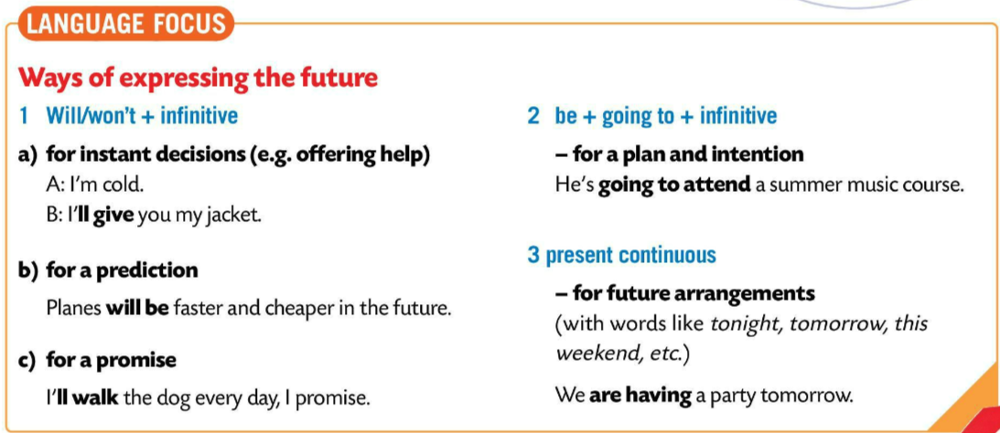 LANGUAGE FOCUS
Ways of expressing the future
1 Will/won't + infinitive
a) for instant decisions (e.g. offering help)
A: I'm cold.
B: I'll give you my jacket.
b) for a prediction
Planes will be faster and cheaper in the future.
c) for a promise
I'll walk the dog every day, I promise.
2 be + going to + infinitive
– for a plan and intention
He's going to attend a summer music course.
3 present continuous
– for future arrangements
(with words like tonight, tomorrow, this
weekend, etc.)
We are having a party tomorrow.